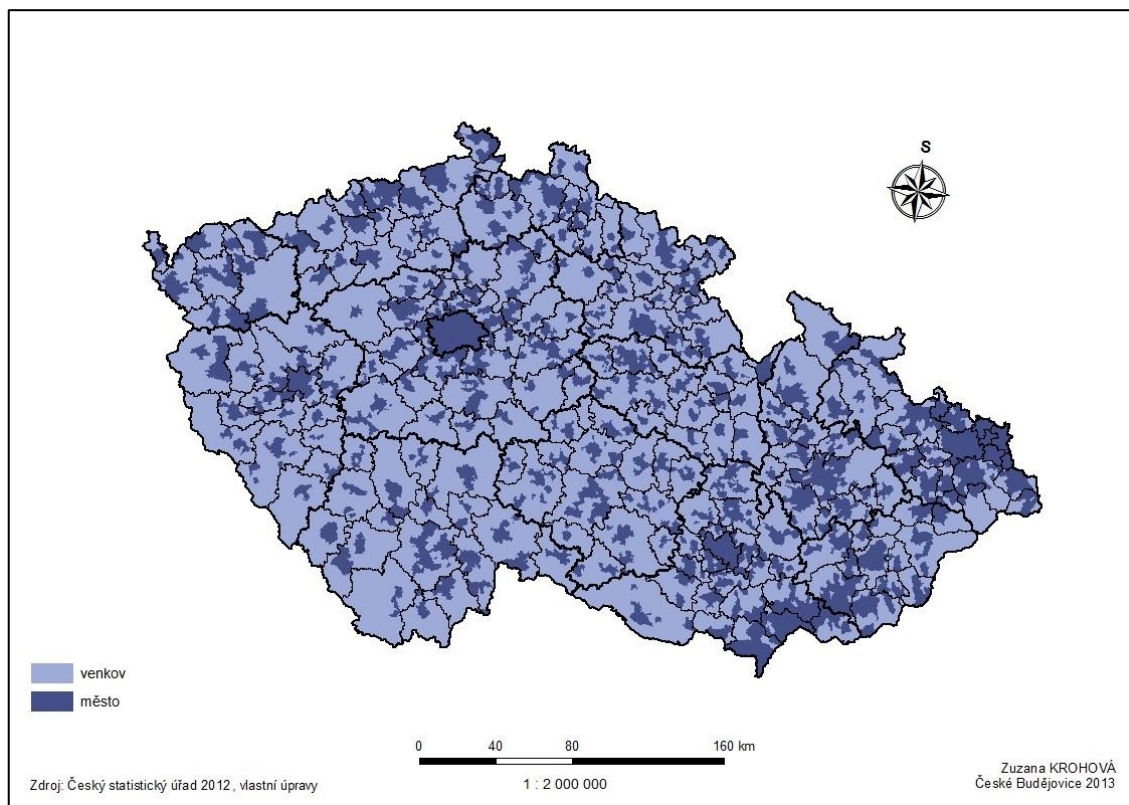 S
venkov
město
0 40 80 160 km
1 : 2 000 000
Zdroj: Český statistický úřad 2012, vlastní úpravy
Zuzana KROHOVÁ
České Budějovice 2013